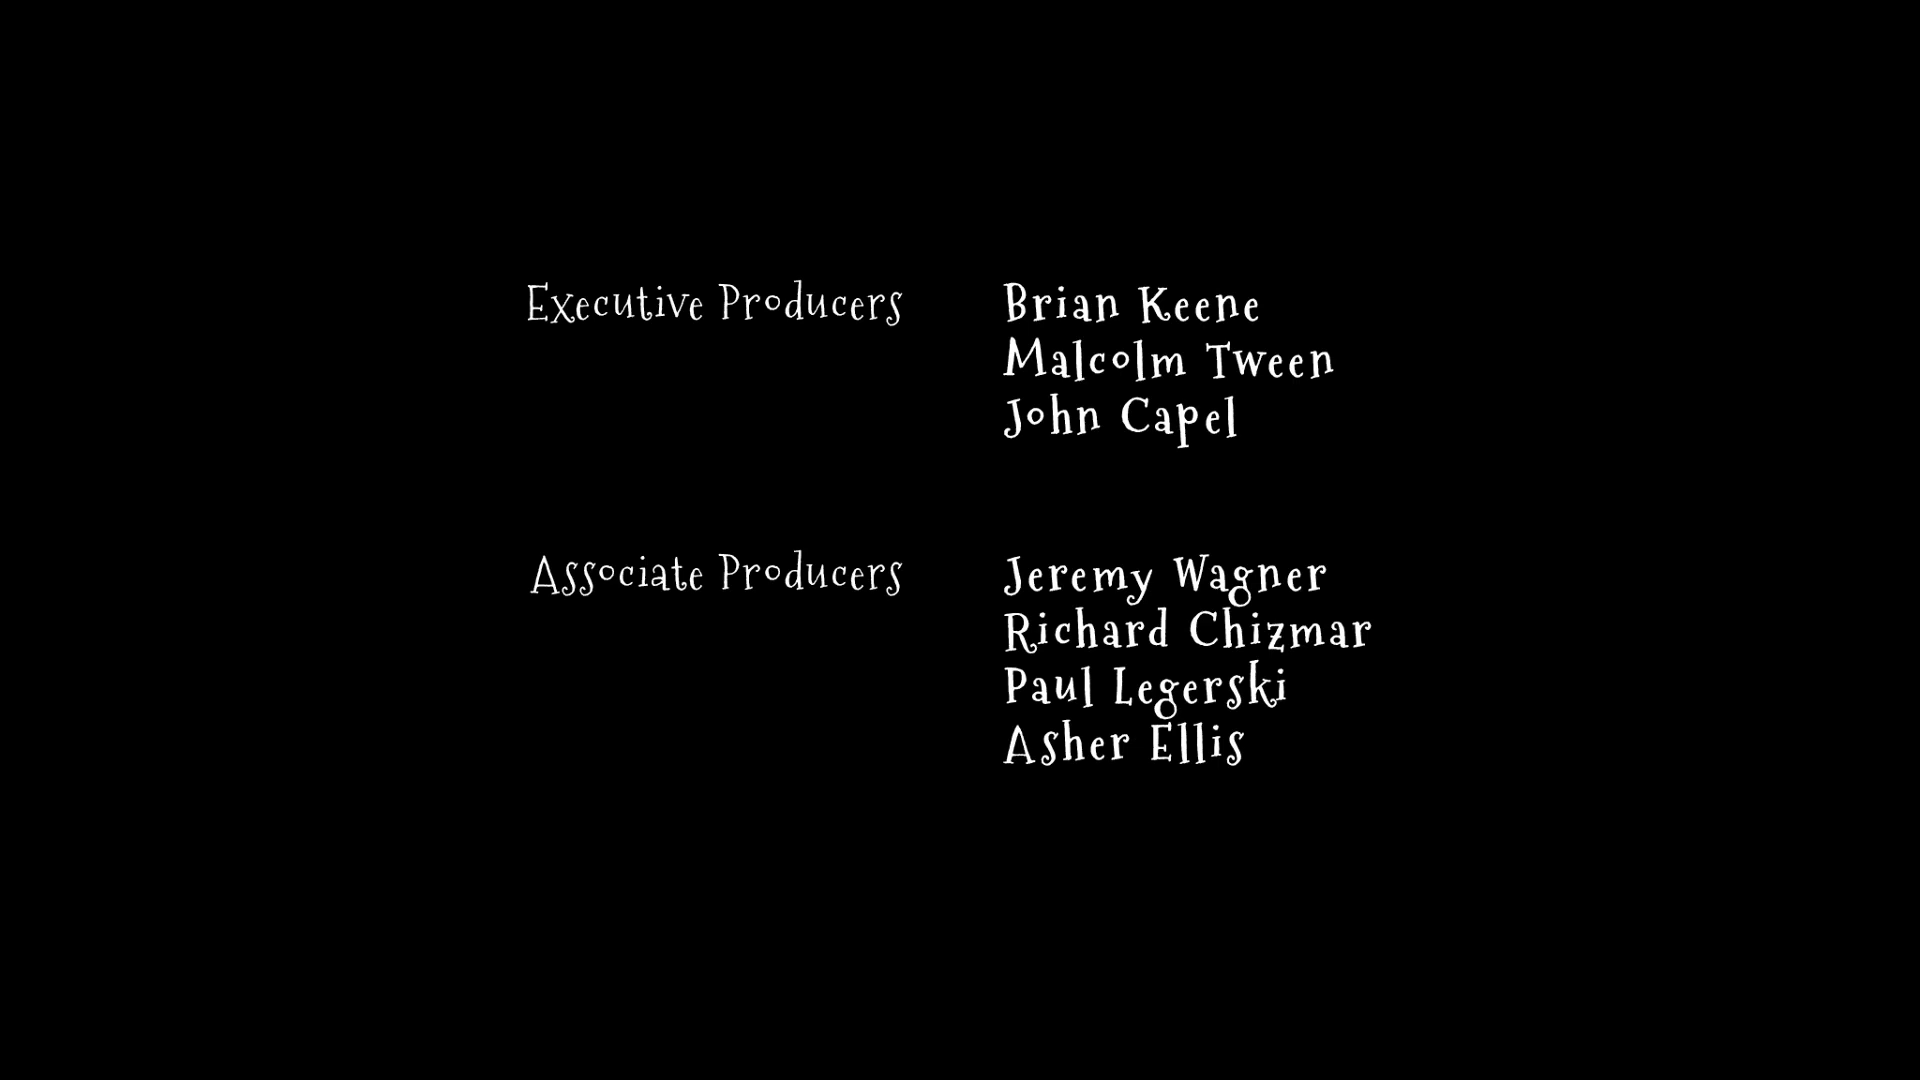 Executive Producers Brian Keene
Malcolm Tween
John Capel
Associate Producers Jeremy Wagner
Richard Chizmar
Paul Legerski
Asher Ellis